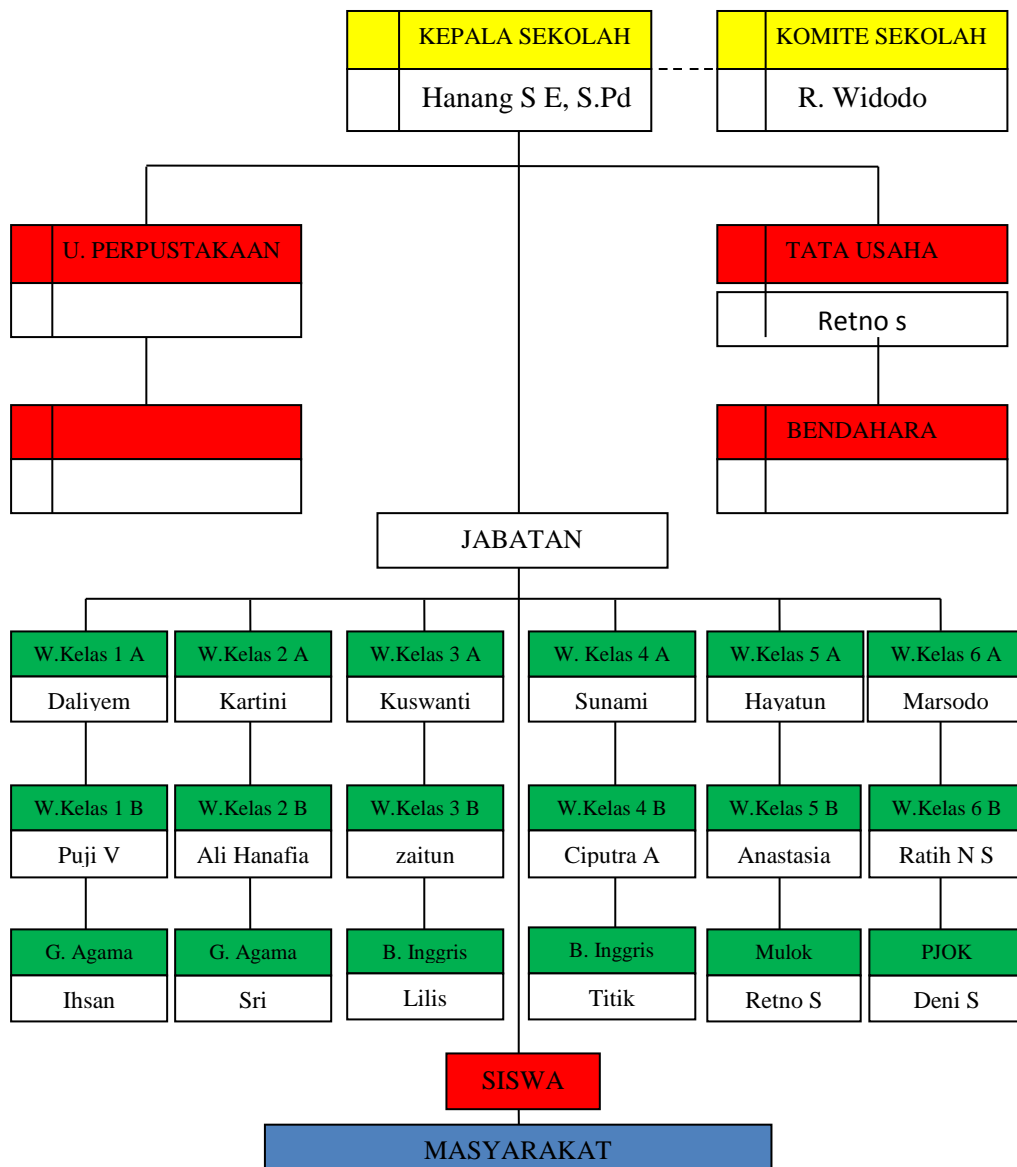 KEPALA SEKOLAH
KOMITE SEKOLAH
Hanang S E, S.Pd
R. Widodo
U. PERPUSTAKAAN
TATA USAHA
Retno s
BENDAHARA
JABATAN
W.Kelas 1 A
W.Kelas 2 A
W.Kelas 3 A
W. Kelas 4 A
W.Kelas 5 A
W.Kelas 6 A
Daliyem
Kartini
Kuswanti
Sunami
Hayatun
Marsodo
W.Kelas 1 B
W.Kelas 2 B
W.Kelas 3 B
W.Kelas 4 B
W.Kelas 5 B
W.Kelas 6 B
Puji V
Ali Hanafia
zaitun
Ciputra A
Anastasia
Ratih N S
G. Agama
G. Agama
B. Inggris
B. Inggris
Mulok
PJOK
Ihsan
Sri
Lilis
Titik
Retno S
Deni S
SISWA
MASYARAKAT